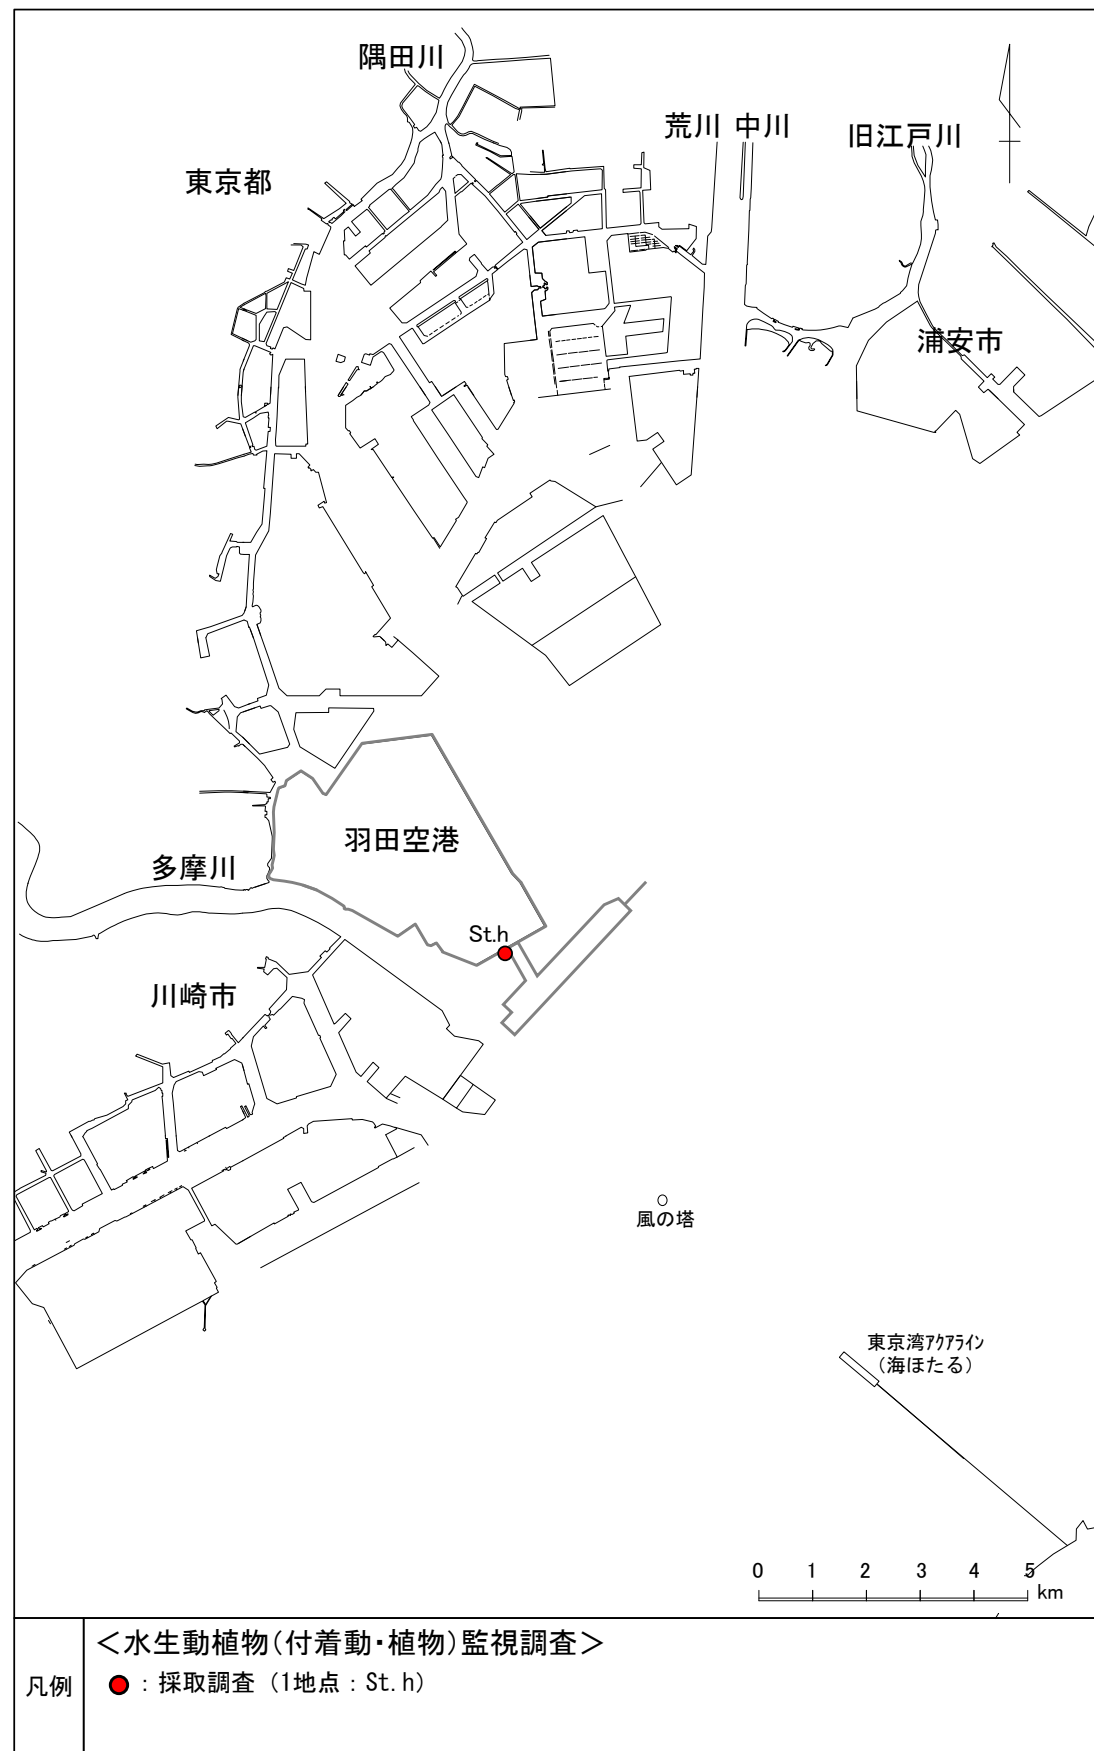 隅田川
荒川 中川
旧江戸川
東京都
浦安市
羽田空港
多摩川
St.h
川崎市
風の塔
東京湾アクアライン
（海ほたる）
0 1 2 3 4 5
km
＜水生動植物（付着動・植物）監視調査＞
凡例
：採取調査（1地点：St.h）